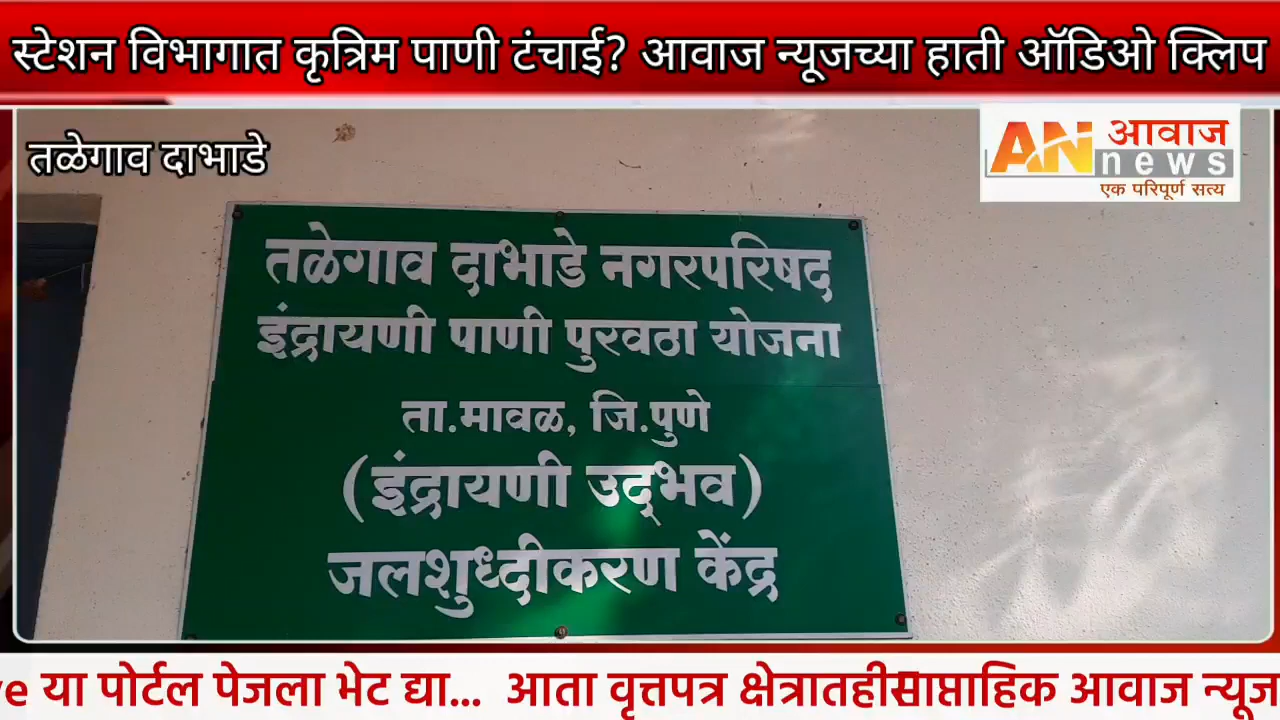 स्टेशन विभागात कृत्रिम पाणी टंचाई? आवाज न्यूजच्या हाती ऑडिओ क्लिप
तळेगाव दाभाडे
AN आवाज
news
एक परिपूर्ण सत्य
तळेगाव दाभाडे नगरपरिषद
इंद्रायणी पाणी पुरवठा योजना
ता.मावळ, जि.पुणे
(इंद्रायणी उद्‌भव)
जलशुध्दीकरण केंद्र
या पोर्टल पेजला भेट द्या... आता वृत्तपत्र क्षेत्रातही साप्ताहिक आवाज न्यूज